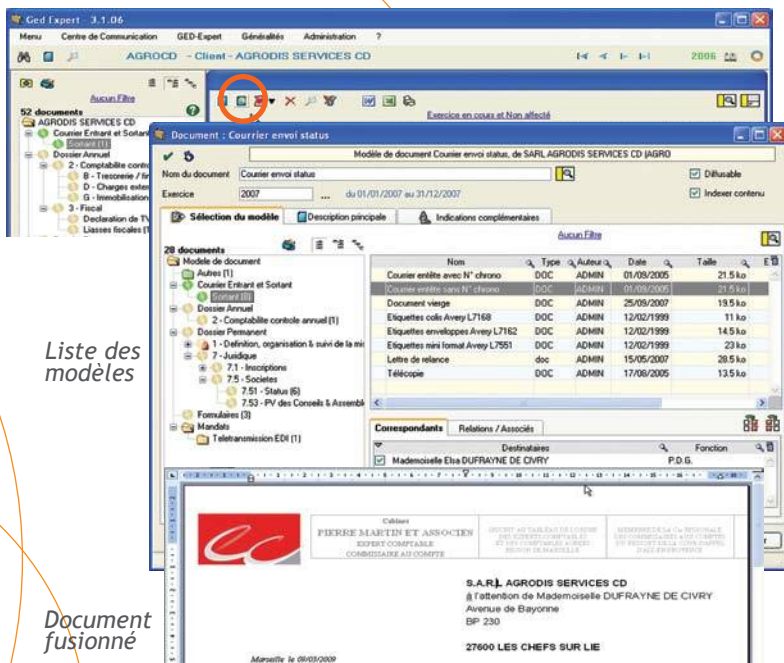 Ged Expert - 3.1.06
Menu Centre de Communication GED-Expert Généralités Administration ?
AGROCD - Client - AGRODIS SERVICES CD 2006
Aucun Filtre
52 documents
Exercice en cours et Non affecté
AGRODIS SERVICES CD
Courrier Entrant et Sortant
Sortant (1)
Dossier Annuel
2 - Comptabilite contro
B - Tresorerie / fin
D - Charges exter
G - Immobilisation
3 - Fiscal
Declaration de TV
Liasses fiscales (1
Document : Courrier envoi status
Modèle de document Courier envoi status, de SARL AGRODIS SERVICES CD (AGRO
Nom du document Courrier envoi status Diffusable
Exercice 2007 ... du 01/01/2007 au 31/12/2007 Indexer contenu
Sélection du modèle Description principale Indications complémentaires
28 documents
Aucun Filtre
Modele de document
Autres (1)
Courrier Entrant et Sortant
Sortant (8)
Dossier Annuel
2 - Comptabilite controle annuel (1)
Dossier Permanent
1 - Definition, organisation & suivi de la mis
7 - Juridique
7.1 - Inscriptions
7.5 - Societes
7.51 - Status (6)
7.53 - PV des Conseils & Assembl
Formulaires (3)
Mandats
Teletransmission EDI (1)
Nom Type Auteur Date Taille E
Courrier entête avec N° chrono DOC ADMIN 01/09/2005 21.5 ko
Courrier entête sans N° chrono DOC ADMIN 01/09/2005 21.5 ko
Document vierge DOC ADMIN 25/09/2007 19.5 ko
Etiquettes colis Avery L7168 DOC ADMIN 12/02/1999 11 ko
Etiquettes enveloppes Avery L7162 DOC ADMIN 12/02/1999 14.5 ko
Etiquettes mini format Avery L7551 DOC ADMIN 12/02/1999 23 ko
Lettre de relance doc ADMIN 15/05/2007 28.5 ko
Télécopie DOC ADMIN 17/08/2005 13.5 ko
Correspondants Relations / Associés
Destinataires Fonction
Mademoiselle Elsa DUFRAYNE DE CIVRY P.D.G.
Liste des
modèles
Cabinet
PIERRE MARTIN ET ASSOCIEN
EXPERT COMPTABLE
COMMISSAIRE AU COMPTE
S.A.R.L. AGRODIS SERVICES CD
à l'attention de Mademoiselle DUFRAYNE DE CIVRY
Avenue de Bayonne
BP 230
27600 LES CHEFS SUR LIE
Document
fusionné
Marseille le 09/03/2009